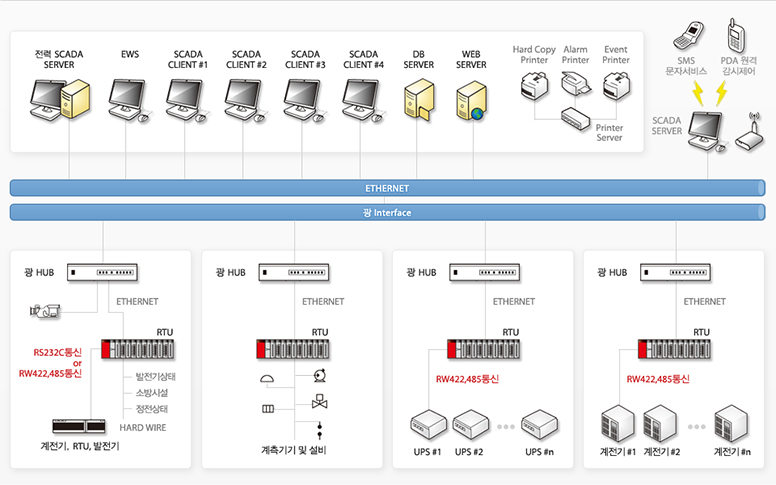 전력 SCADA
SERVER
EWS
SCADA
CLIENT #1
SCADA
CLIENT #2
SCADA
CLIENT #3
SCADA
CLIENT #4
DB
SERVER
WEB
SERVER
Hard Copy
Printer
Alarm
Printer
Event
Printer
Printer
Server
SMS
문자서비스
PDA 원격
감시제어
SCADA
SERVER
ETHERNET
광 Interface
광 HUB
ETHERNET
RTU
RS232C통신
or
RW422,485통신
발전기상태
소방시설
정전상태
HARD WIRE
계전기, RTU, 발전기
광 HUB
ETHERNET
RTU
계측기기 및 설비
광 HUB
ETHERNET
RTU
RW422,485통신
UPS #1
UPS #2
UPS #n
광 HUB
ETHERNET
RTU
RW422,485통신
계전기 #1
계전기 #2
계전기 #n